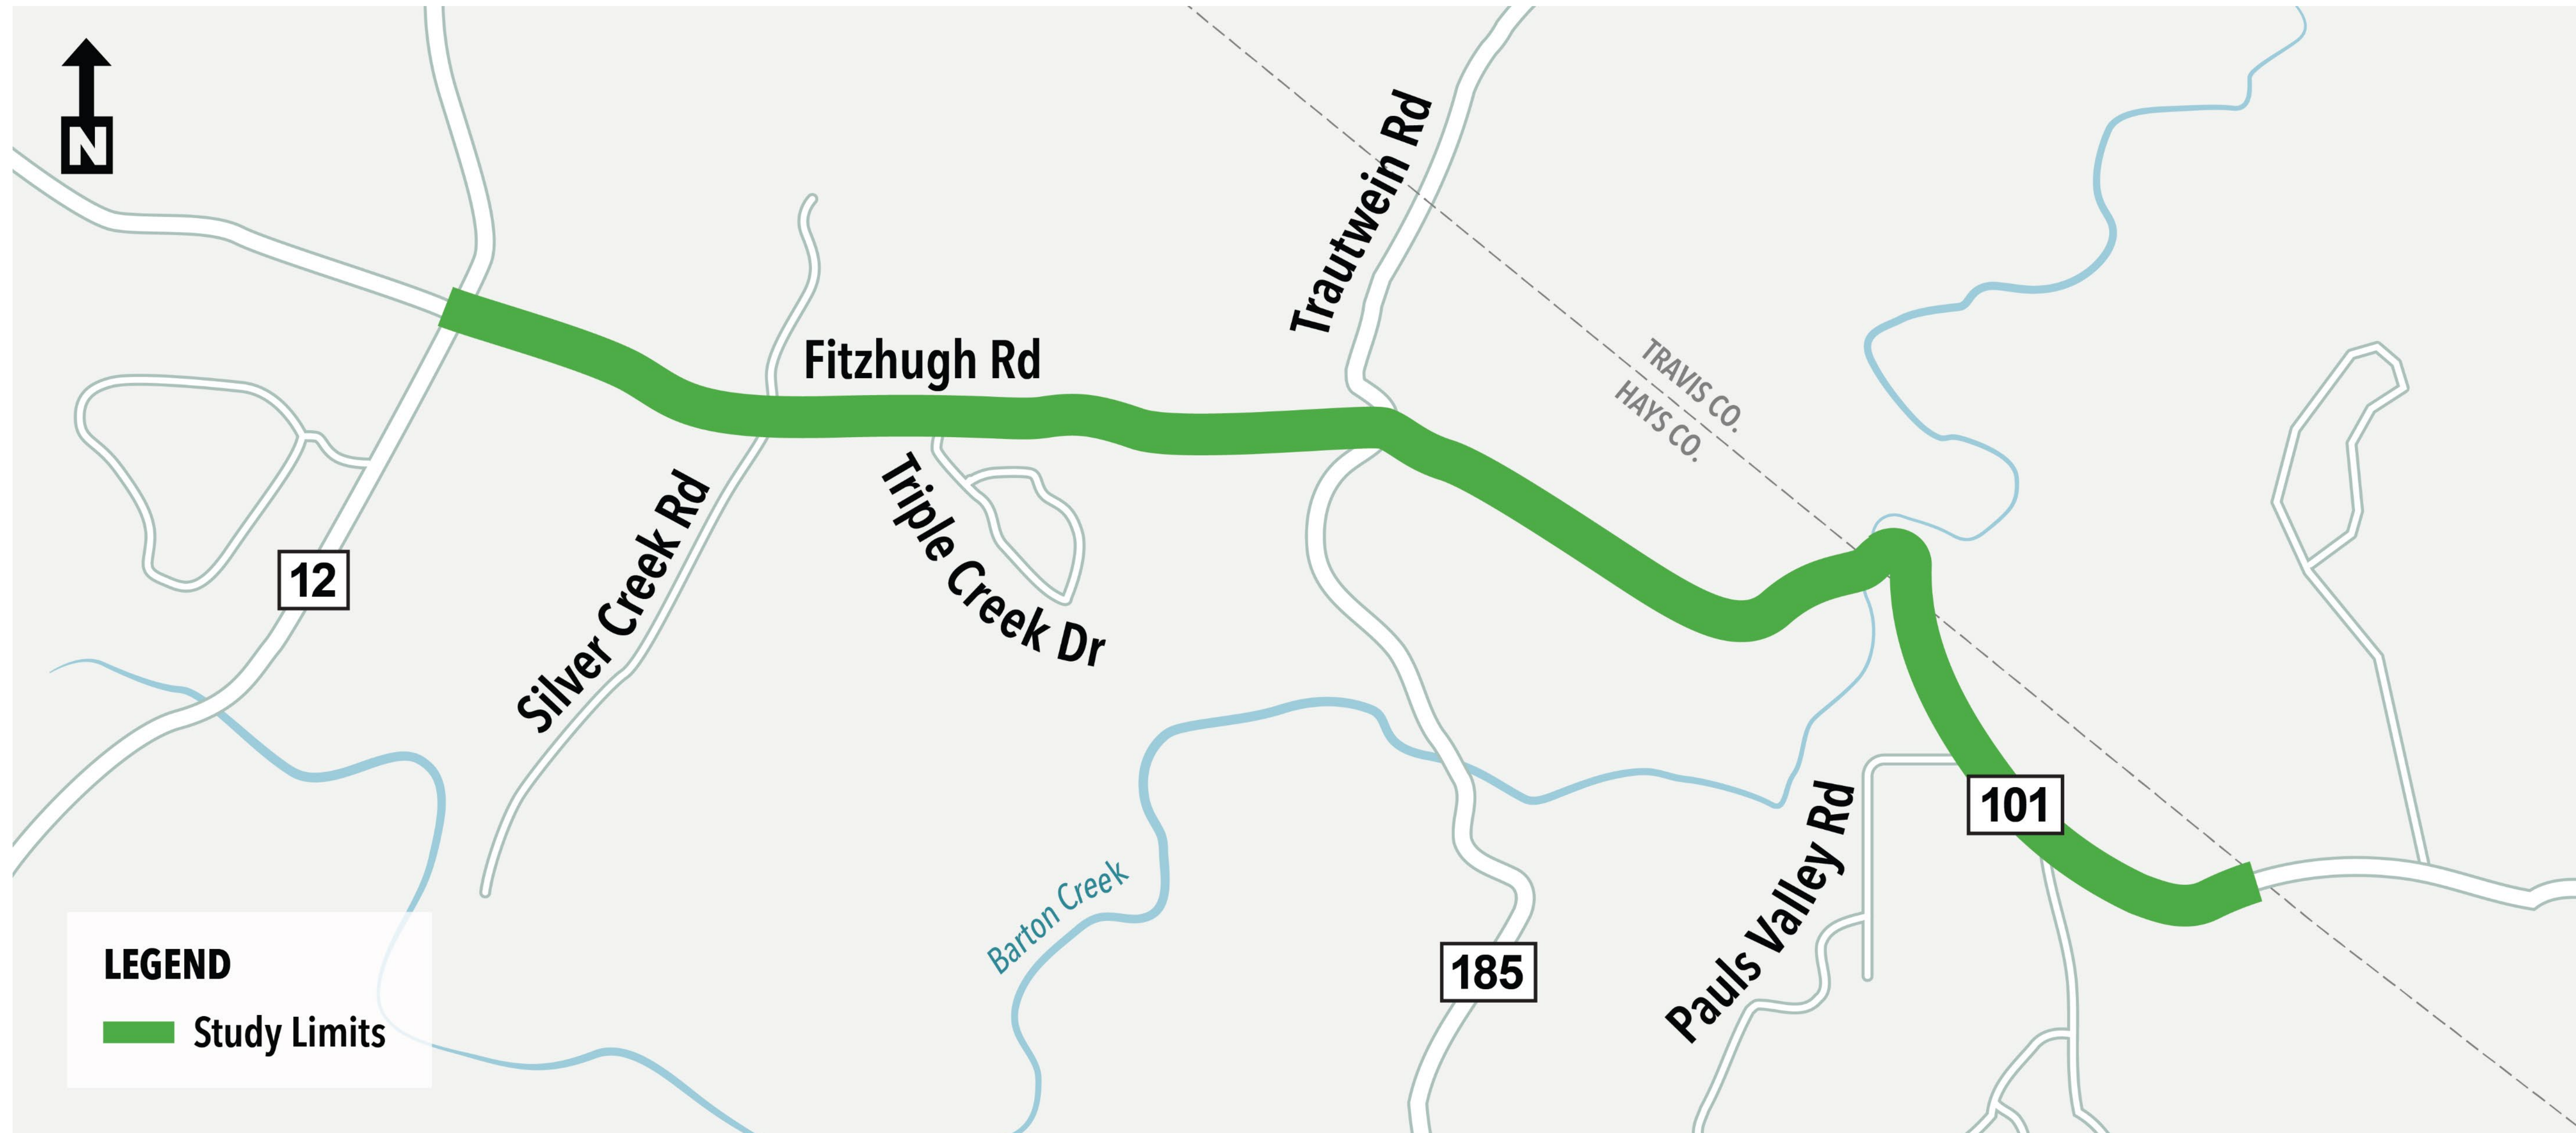 N
Trautwein Rd
Fitzhugh Rd
TRAVIS CO.
HAYS CO.
Silver Creek Rd
Triple Creek Dr
12
101
Pauls Valley Rd
Barton Creek
185
LEGEND
Study Limits